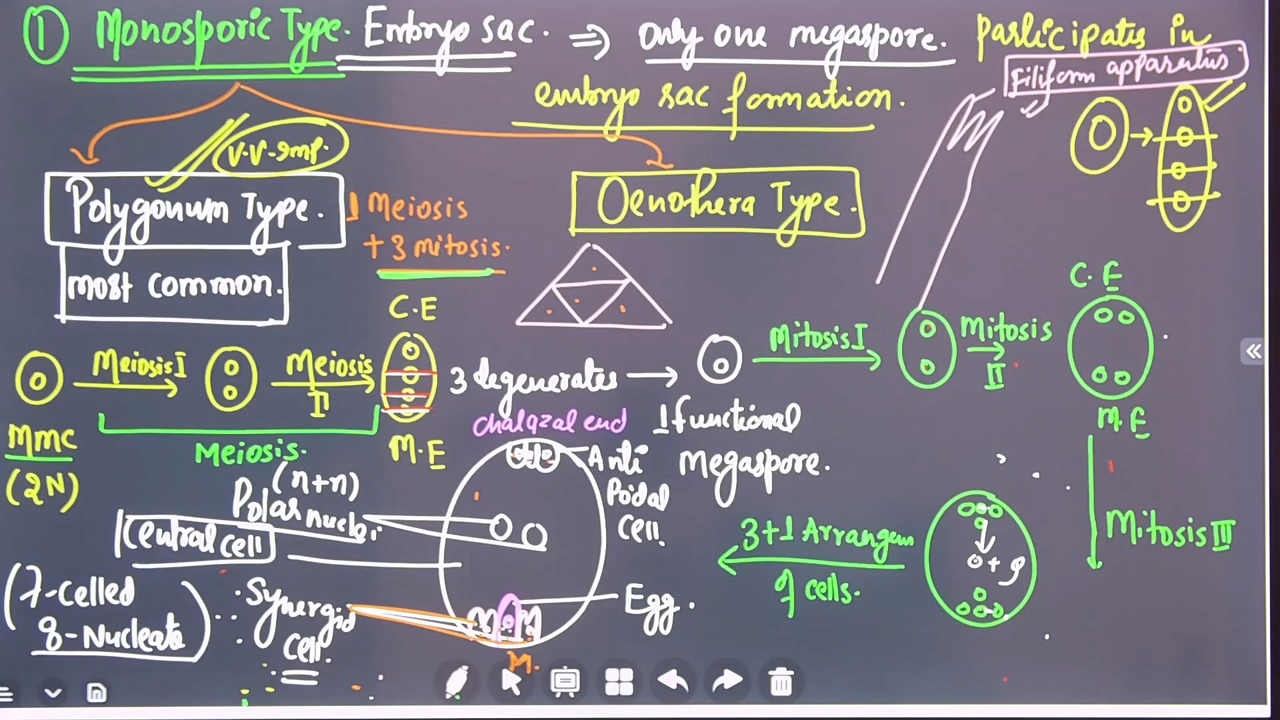 ① Monosporic Type. Embryo sac. ⇒ only one megaspore. participates in
embryo sac formation.
Filiform apparatus
V.V-Imp.
Polygonum Type.
most common.
1 Meiosis
+ 3 mitosis.
Oenothera Type.
C.E
Meiosis I
Meiosis
II
3 degenerates →
Mitosis I
Mitosis
II
C.E
M.E
MMC
(2N)
Meiosis.
M.E
1 functional
Megaspore.
chalazal end
Anti
Podal
cell.
(n+n)
Polar nuclei
Central cell
(7-celled
8-Nucleate)
Synergid
cell.
Egg.
M.
3+1 Arrangem
of cells.
Mitosis III